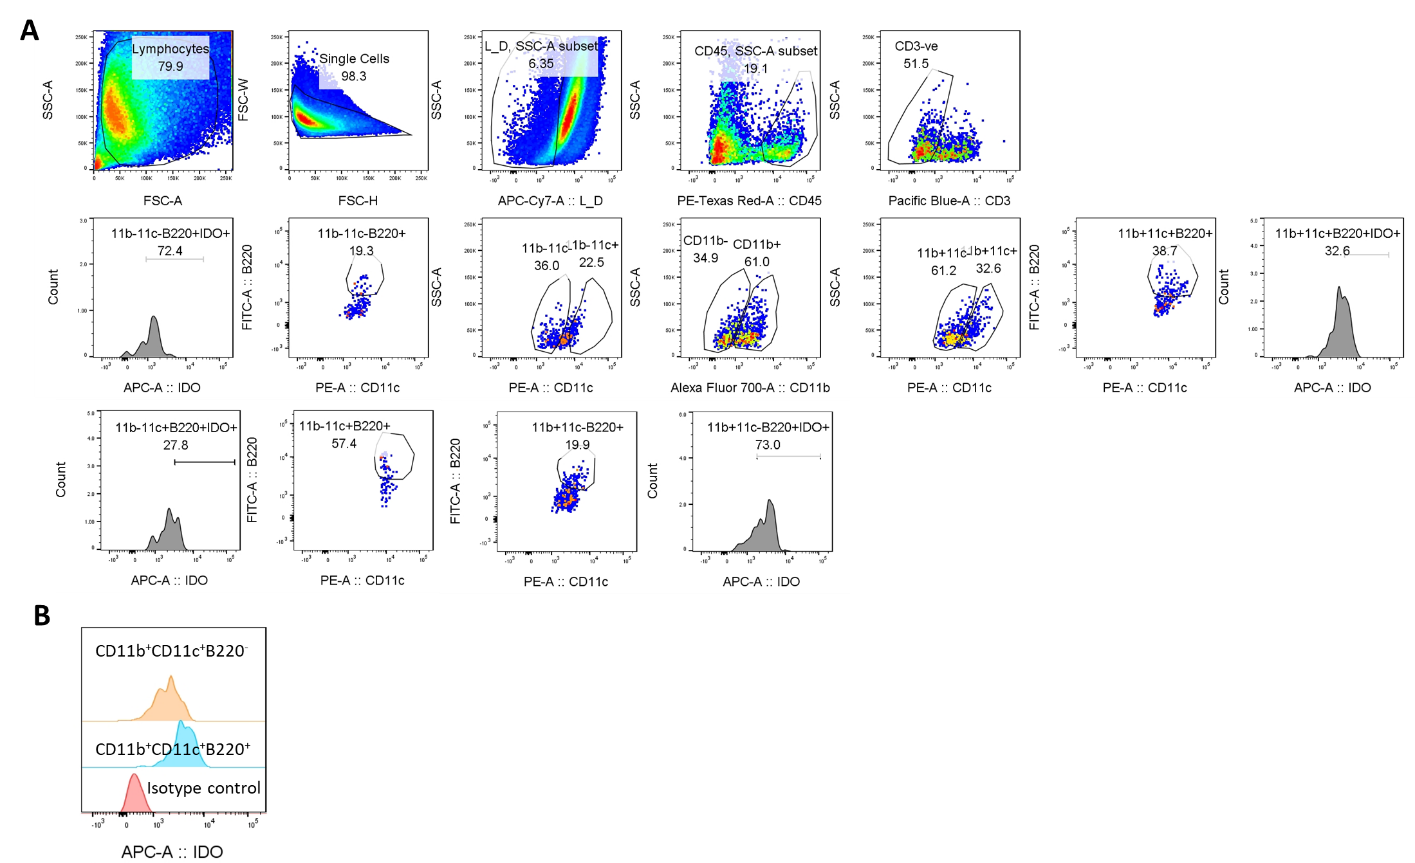 A
Lymphocytes
79.9
Single Cells
98.3
L_D, SSC-A subset
6.35
CD45, SSC-A subset
19.1
CD3-ve
51.5
SSC-A
FSC-W
SSC-A
SSC-A
SSC-A
FSC-A
FSC-H
APC-Cy7-A :: L_D
PE-Texas Red-A :: CD45
Pacific Blue-A :: CD3
11b-11c-B220+IDO+
72.4
11b-11c-B220+
19.3
11b-11c-
36.0
22.5
CD11b-
34.9
CD11b+
61.0
11b+11c-
61.2
32.6
11b+11c+B220+
38.7
11b+11c+B220+IDO+
32.6
Count
FITC-A :: B220
SSC-A
SSC-A
SSC-A
FITC-A :: B220
Count
APC-A :: IDO
PE-A :: CD11c
PE-A :: CD11c
Alexa Fluor 700-A :: CD11b
PE-A :: CD11c
PE-A :: CD11c
APC-A :: IDO
11b-11c+B220+IDO+
27.8
11b-11c+B220+
57.4
11b+11c-B220+
19.9
11b+11c-B220+IDO+
73.0
Count
FITC-A :: B220
FITC-A :: B220
Count
APC-A :: IDO
PE-A :: CD11c
PE-A :: CD11c
APC-A :: IDO
B
CD11b⁺CD11c⁺B220⁻
CD11b⁺CD11c⁺B220⁺
Isotype control
-10³ 0 10³ 10⁴ 10⁵
APC-A :: IDO